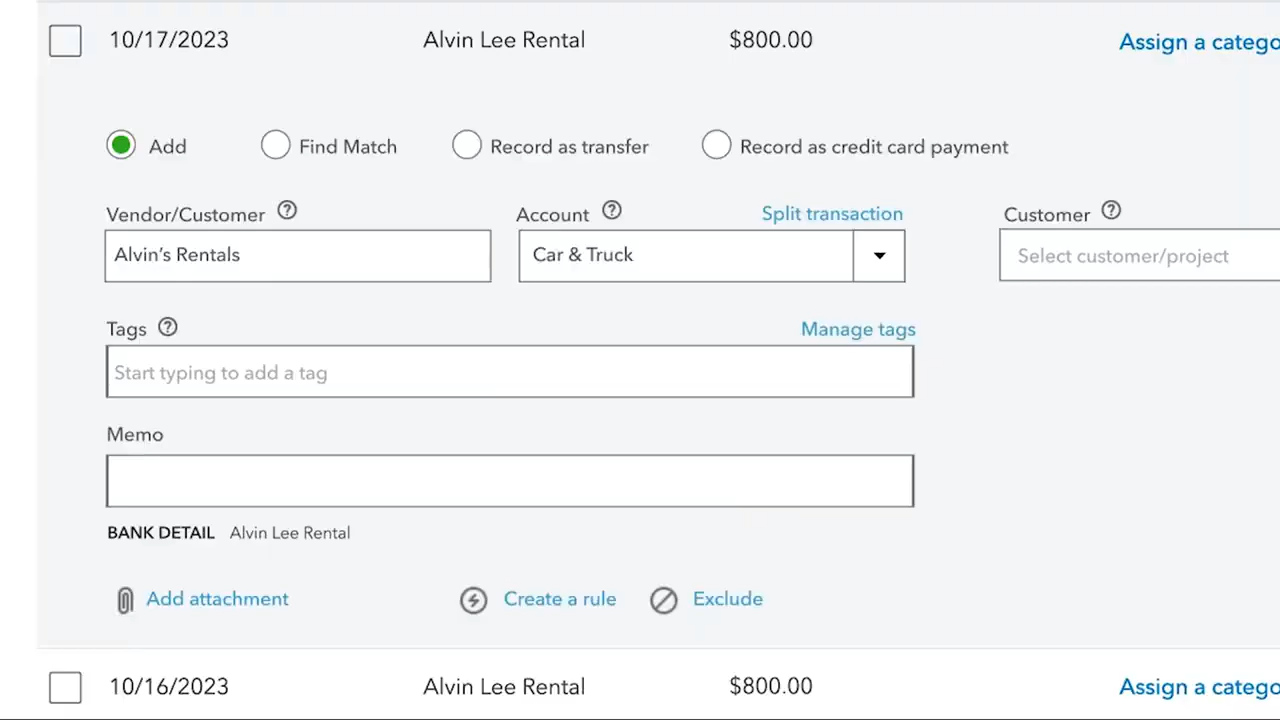 10/17/2023 Alvin Lee Rental $800.00 Assign a catego
Add Find Match Record as transfer Record as credit card payment
Vendor/Customer ? Account ? Split transaction Customer ?
Alvin’s Rentals Car & Truck Select customer/project
Tags ? Manage tags
Start typing to add a tag
Memo
BANK DETAIL Alvin Lee Rental
Add attachment Create a rule Exclude
10/16/2023 Alvin Lee Rental $800.00 Assign a catego